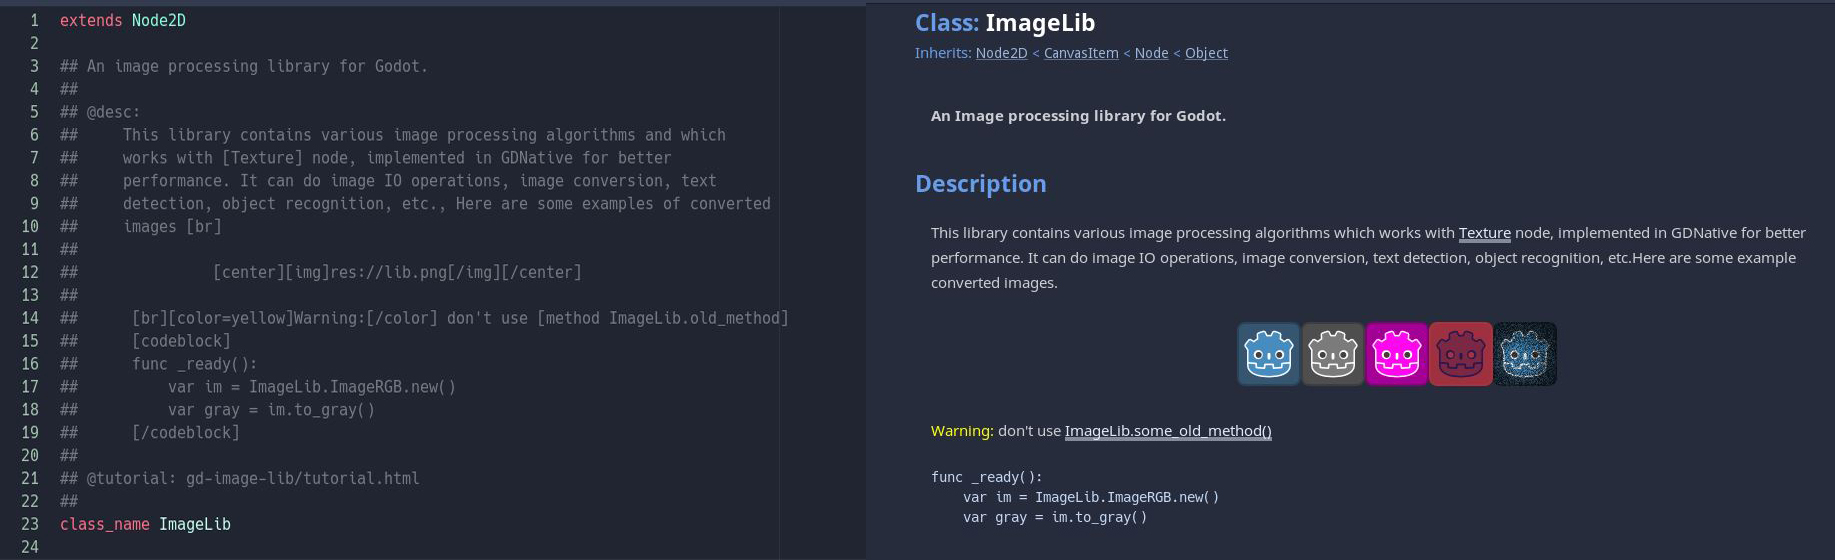 1 extends Node2D
2
3 ## An image processing library for Godot.
4 ##
5 ## @desc:
6 ##     This library contains various image processing algorithms and which
7 ##     works with [Texture] node, implemented in GDNative for better
8 ##     performance. It can do image IO operations, image conversion, text
9 ##     detection, object recognition, etc., Here are some examples of converted
10 ##     images [br]
11 ##
12 ##               [center][img]res://lib.png[/img][/center]
13 ##
14 ##      [br][color=yellow]Warning:[/color] don't use [method ImageLib.old_method]
15 ##      [codeblock]
16 ##      func _ready():
17 ##          var im = ImageLib.ImageRGB.new()
18 ##          var gray = im.to_gray()
19 ##      [/codeblock]
20 ##
21 ## @tutorial: gd-image-lib/tutorial.html
22 ##
23 class_name ImageLib
24
Class: ImageLib
Inherits: Node2D < CanvasItem < Node < Object
An Image processing library for Godot.
Description
This library contains various image processing algorithms which works with Texture node, implemented in GDNative for better
performance. It can do image IO operations, image conversion, text detection, object recognition, etc.Here are some example
converted images.
Warning: don't use ImageLib.some_old_method()
func _ready():
    var im = ImageLib.ImageRGB.new()
    var gray = im.to_gray()